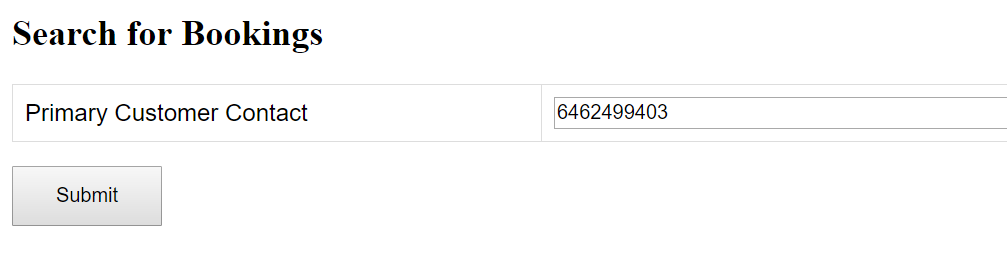 Search for Bookings
Primary Customer Contact 6462499403
Submit